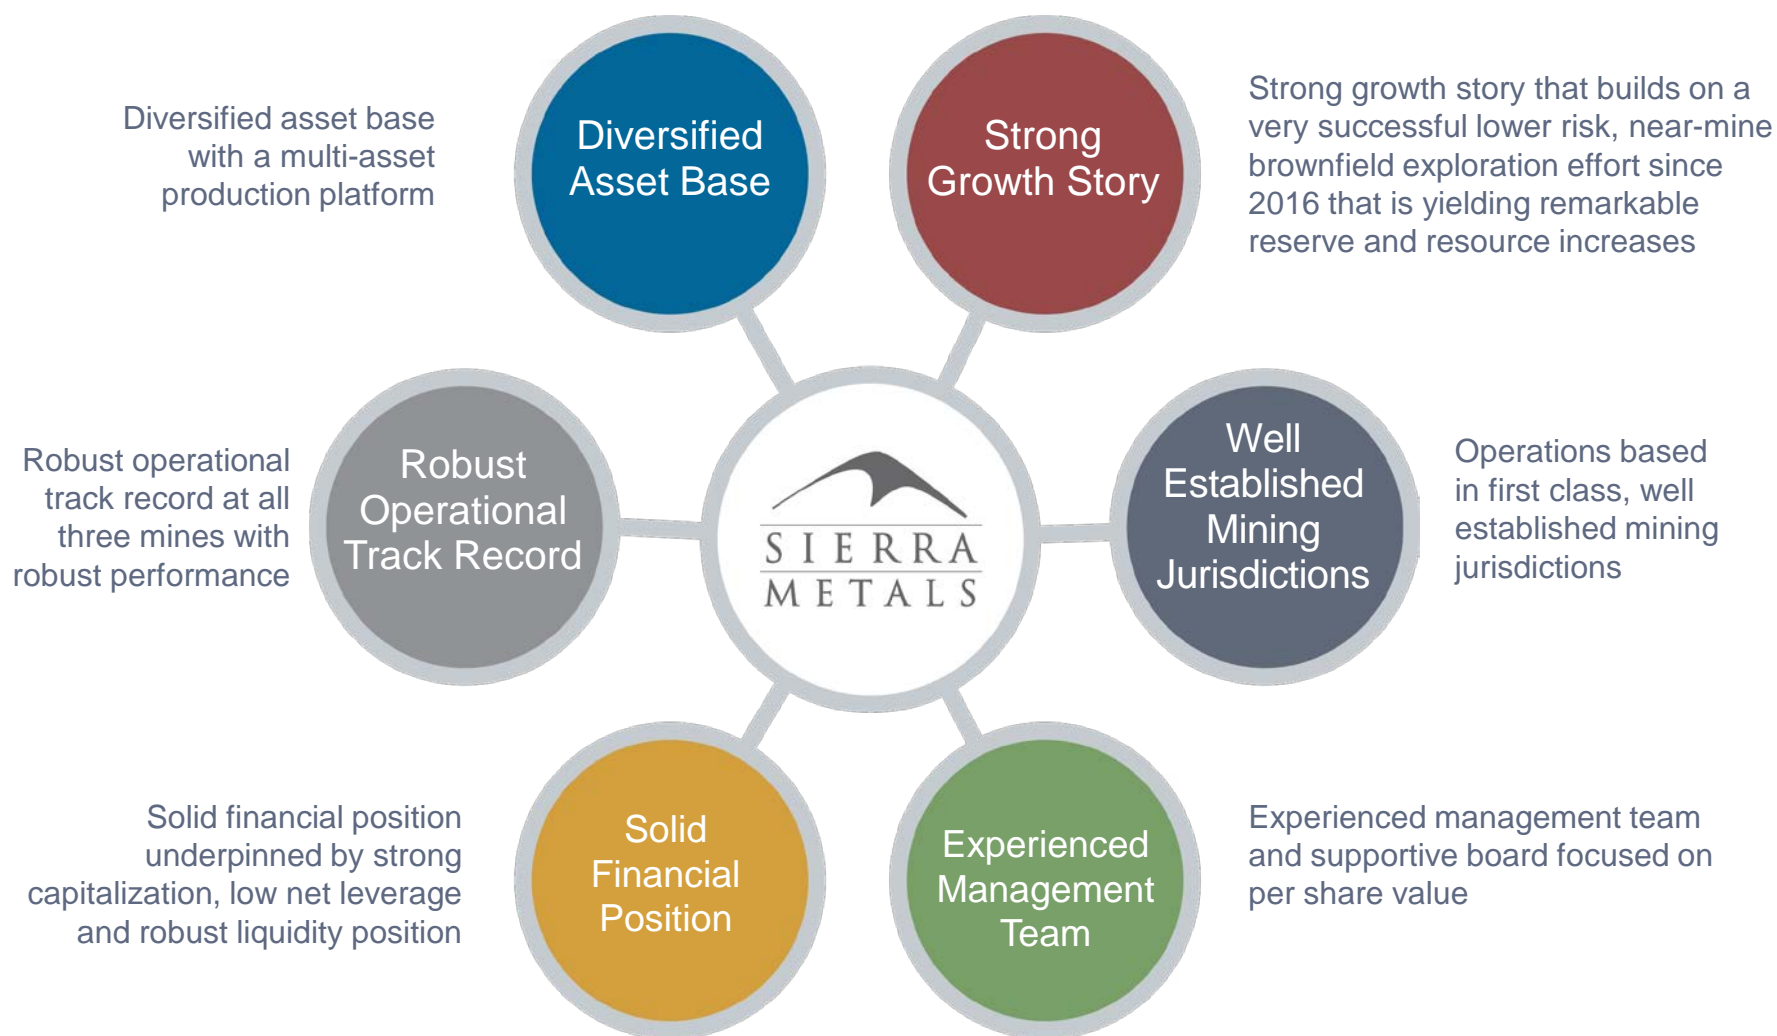 Diversified asset base
with a multi-asset
production platform
Diversified
Asset Base
Strong
Growth Story
Strong growth story that builds on a
very successful lower risk, near-mine
brownfield exploration effort since
2016 that is yielding remarkable
reserve and resource increases
Robust operational
track record at all
three mines with
robust performance
Robust
Operational
Track Record
SIERRA
METALS
Well
Established
Mining
Jurisdictions
Operations based
in first class, well
established mining
jurisdictions
Solid financial position
underpinned by strong
capitalization, low net leverage
and robust liquidity position
Solid
Financial
Position
Experienced
Management
Team
Experienced management team
and supportive board focused on
per share value